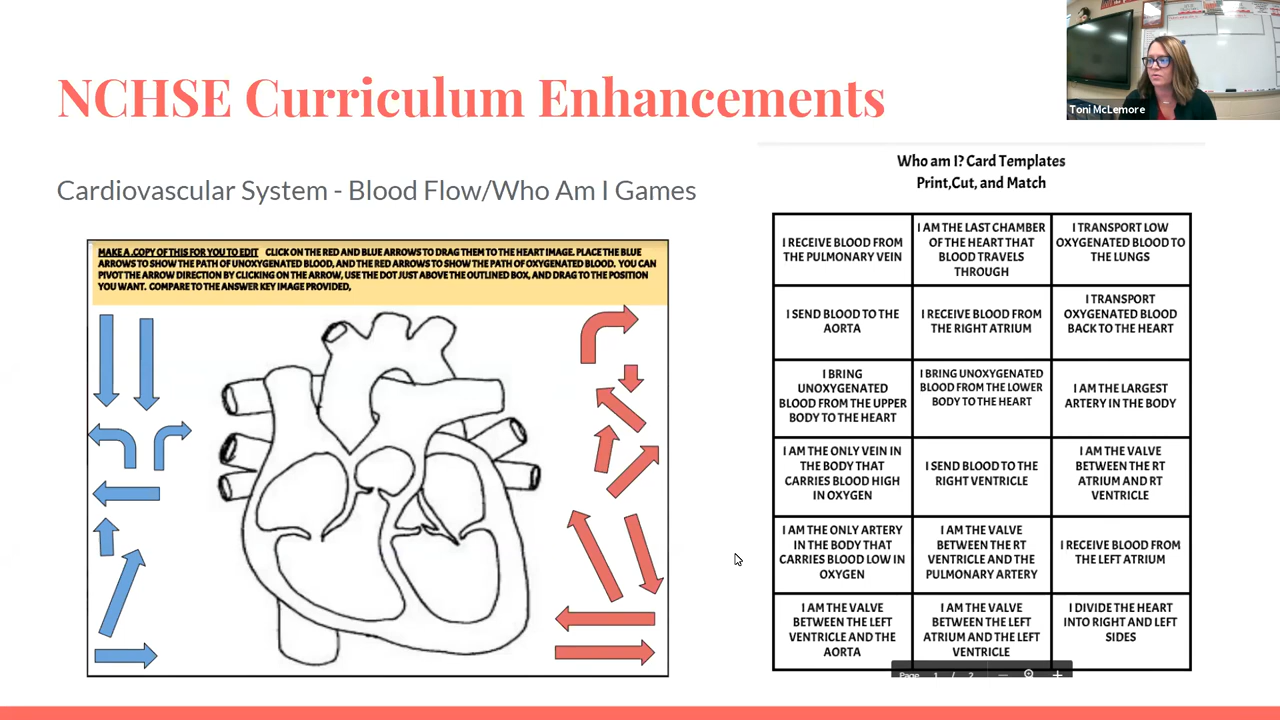 NCHSE Curriculum Enhancements
Toni McLemore
Cardiovascular System - Blood Flow/Who Am I Games
MAKE A .COPY OF THIS FOR YOU TO EDIT CLICK ON THE RED AND BLUE ARROWS TO DRAG THEM TO THE HEART IMAGE. PLACE THE BLUE
ARROWS TO SHOW THE PATH OF UNOXYGENATED BLOOD, AND THE RED ARROWS TO SHOW THE PATH OF OXYGENATED BLOOD. YOU CAN
PIVOT THE ARROW DIRECTION BY CLICKING ON THE ARROW, USE THE DOT JUST ABOVE THE OUTLINED BOX, AND DRAG TO THE POSITION
YOU WANT. COMPARE TO THE ANSWER KEY IMAGE PROVIDED,
Who am I? Card Templates
Print,Cut, and Match
I RECEIVE BLOOD FROM
THE PULMONARY VEIN
I AM THE LAST CHAMBER
OF THE HEART THAT
BLOOD TRAVELS
THROUGH
I TRANSPORT LOW
OXYGENATED BLOOD TO
THE LUNGS
I SEND BLOOD TO THE
AORTA
I RECEIVE BLOOD FROM
THE RIGHT ATRIUM
I TRANSPORT
OXYGENATED BLOOD
BACK TO THE HEART
I BRING
UNOXYGENATED
BLOOD FROM THE UPPER
BODY TO THE HEART
I BRING UNOXYGENATED
BLOOD FROM THE LOWER
BODY TO THE HEART
I AM THE LARGEST
ARTERY IN THE BODY
I AM THE ONLY VEIN IN
THE BODY THAT
CARRIES BLOOD HIGH
IN OXYGEN
I SEND BLOOD TO THE
RIGHT VENTRICLE
I AM THE VALVE
BETWEEN THE RT
ATRIUM AND RT
VENTRICLE
I AM THE ONLY ARTERY
IN THE BODY THAT
CARRIES BLOOD LOW IN
OXYGEN
I AM THE VALVE
BETWEEN THE RT
VENTRICLE AND THE
PULMONARY ARTERY
I RECEIVE BLOOD FROM
THE LEFT ATRIUM
I AM THE VALVE
BETWEEN THE LEFT
VENTRICLE AND THE
AORTA
I AM THE VALVE
BETWEEN THE LEFT
ATRIUM AND THE LEFT
VENTRICLE
I DIVIDE THE HEART
INTO RIGHT AND LEFT
SIDES
Page 1 / 2